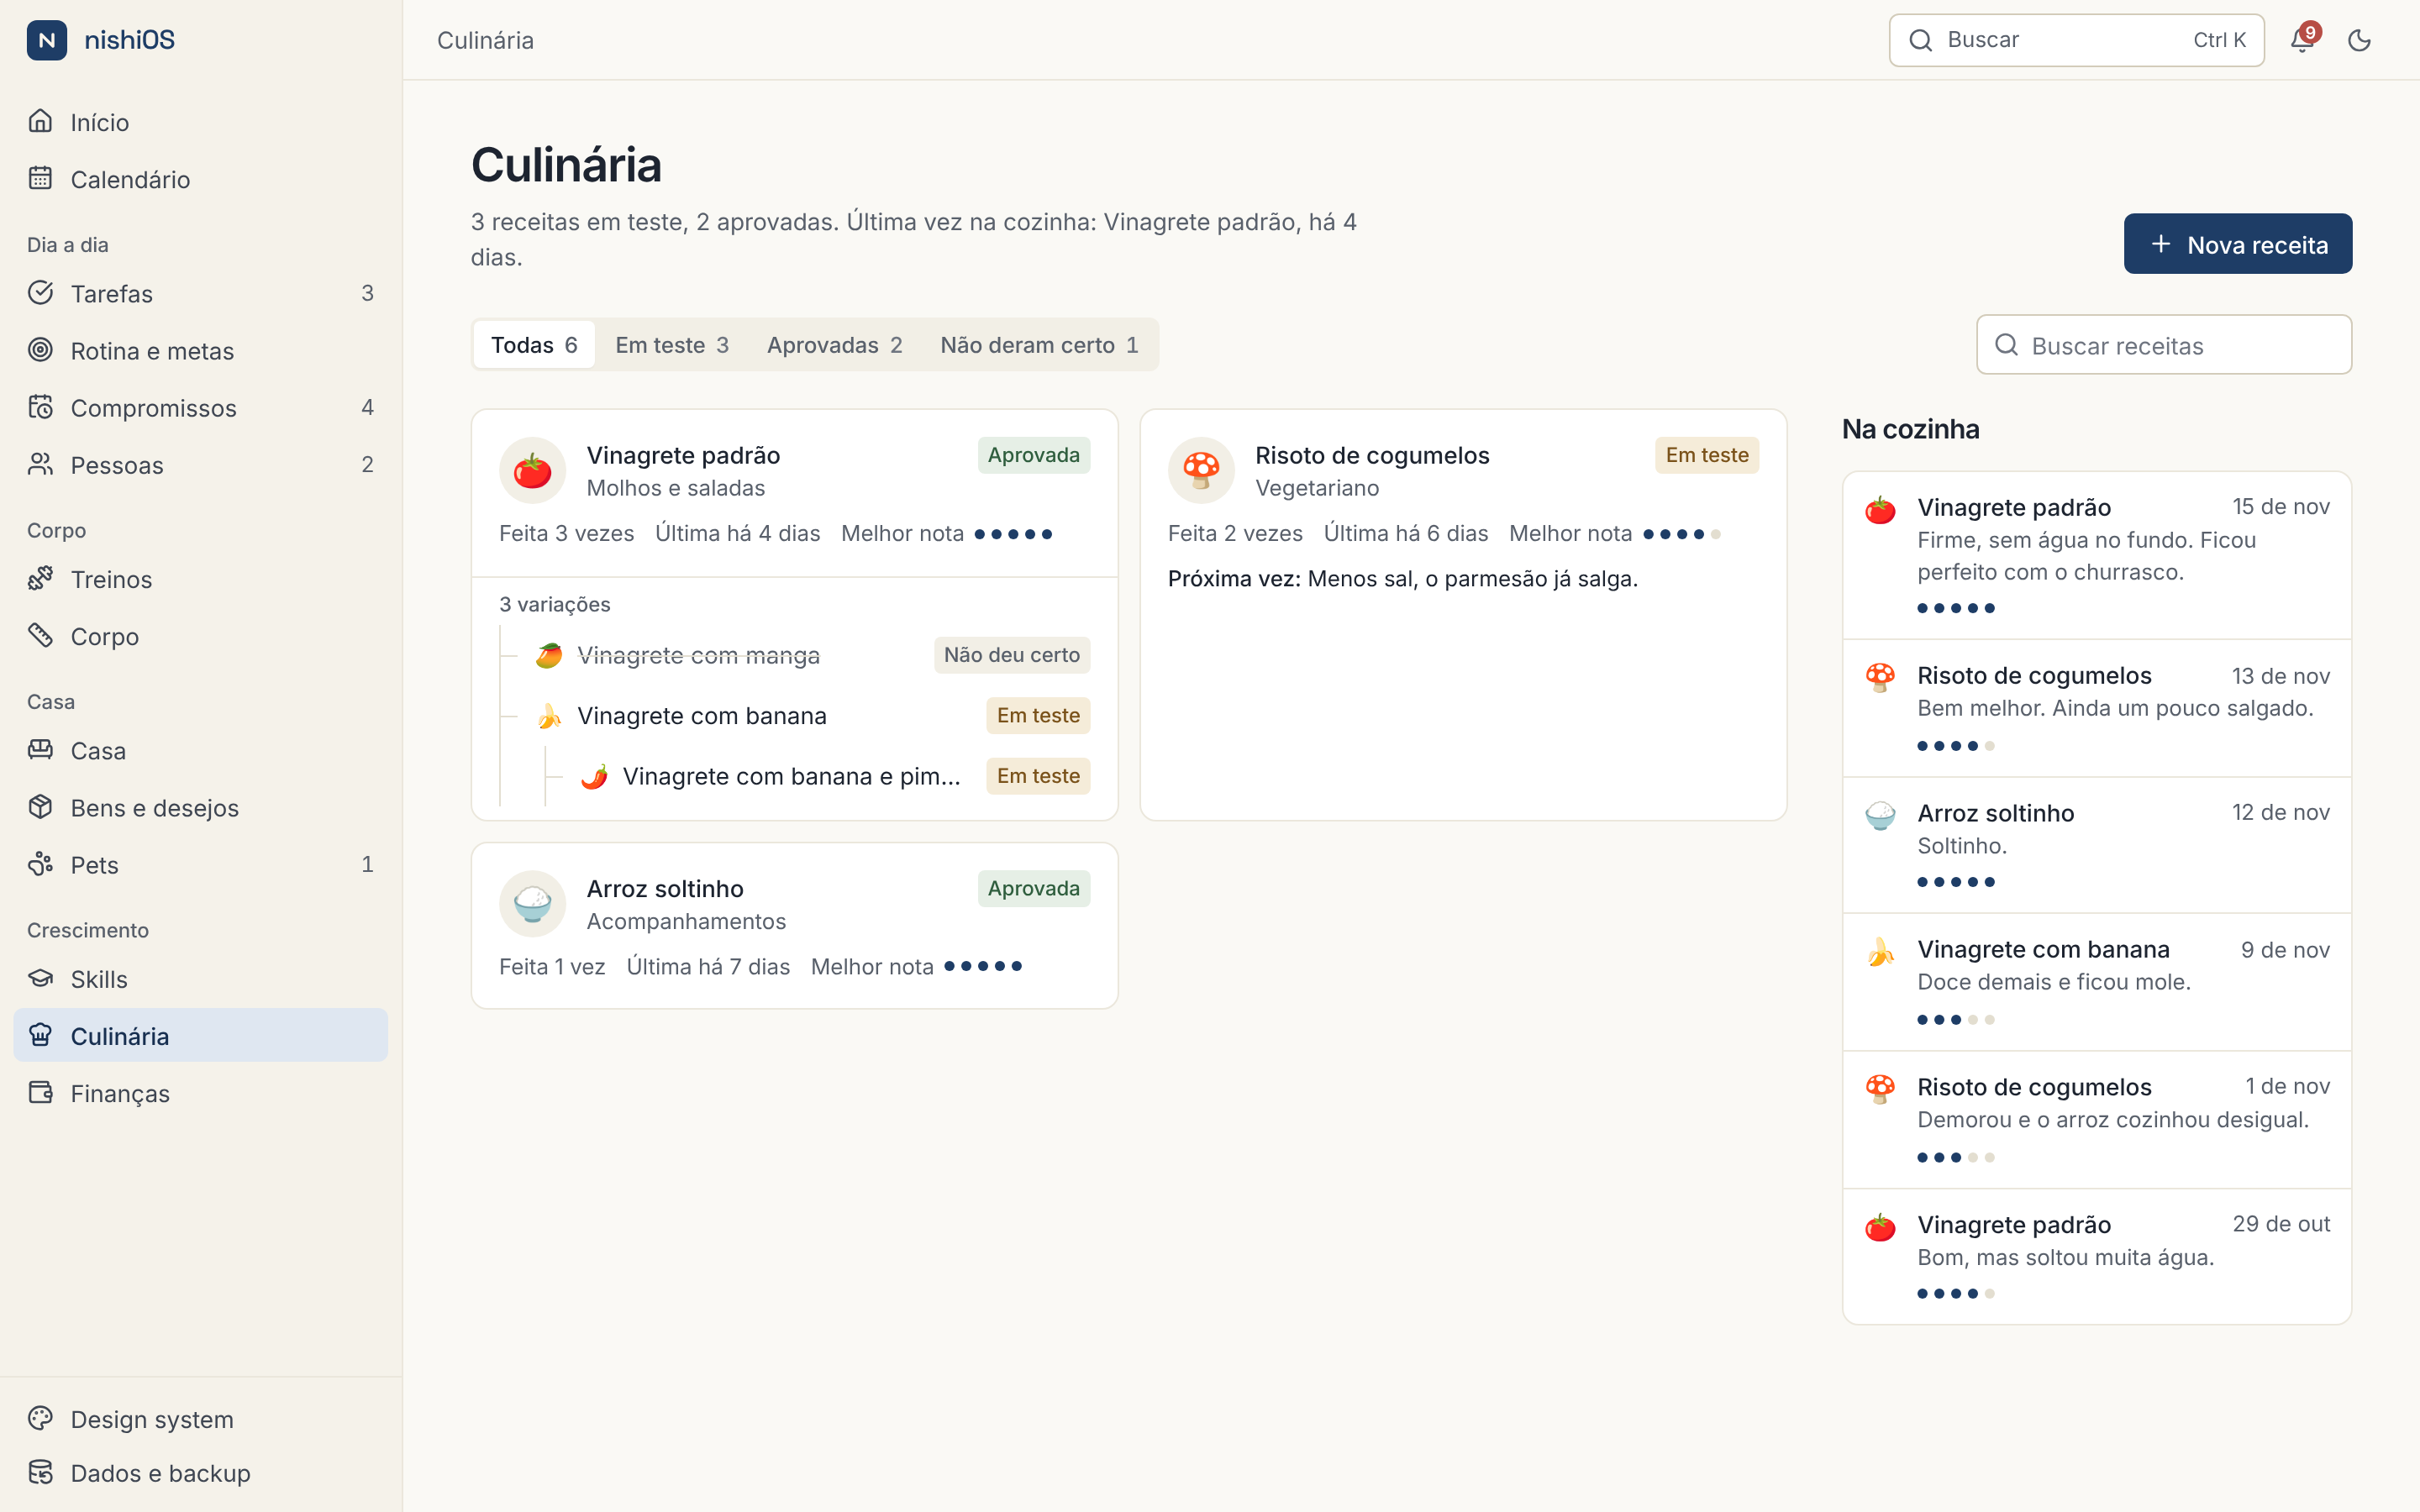 N nishiOS
Início
Calendário
Dia a dia
Tarefas 3
Rotina e metas
Compromissos 4
Pessoas 2
Corpo
Treinos
Corpo
Casa
Casa
Bens e desejos
Pets 1
Crescimento
Skills
Culinária
Finanças
Design system
Dados e backup
Culinária
Buscar Ctrl K
9
Culinária
3 receitas em teste, 2 aprovadas. Última vez na cozinha: Vinagrete padrão, há 4
dias.
Nova receita
Todas 6 Em teste 3 Aprovadas 2 Não deram certo 1
Buscar receitas
Vinagrete padrão Aprovada
Molhos e saladas
Feita 3 vezes Última há 4 dias Melhor nota
3 variações
Vinagrete com manga Não deu certo
Vinagrete com banana Em teste
Vinagrete com banana e pim... Em teste
Risoto de cogumelos Em teste
Vegetariano
Feita 2 vezes Última há 6 dias Melhor nota
Próxima vez: Menos sal, o parmesão já salga.
Arroz soltinho Aprovada
Acompanhamentos
Feita 1 vez Última há 7 dias Melhor nota
Na cozinha
Vinagrete padrão 15 de nov
Firme, sem água no fundo. Ficou
perfeito com o churrasco.
Risoto de cogumelos 13 de nov
Bem melhor. Ainda um pouco salgado.
Arroz soltinho 12 de nov
Soltinho.
Vinagrete com banana 9 de nov
Doce demais e ficou mole.
Risoto de cogumelos 1 de nov
Demorou e o arroz cozinhou desigual.
Vinagrete padrão 29 de out
Bom, mas soltou muita água.